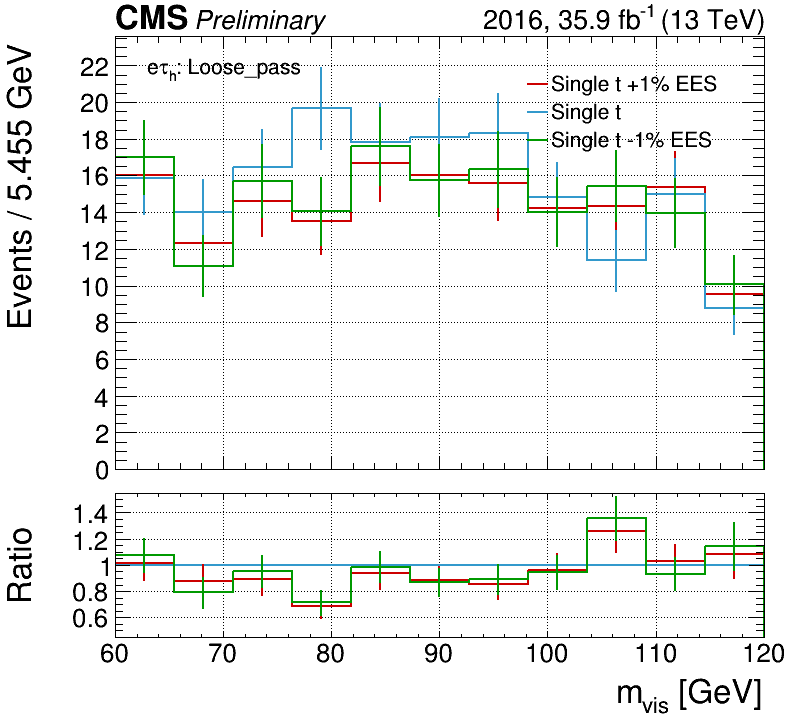 CMS Preliminary 2016, 35.9 fb⁻¹ (13 TeV)
Events / 5.455 GeV
eτₕ: Loose_pass
Single t +1% EES
Single t
Single t -1% EES
22
20
18
16
14
12
10
8
6
4
2
0
Ratio
1.4
1.2
1
0.8
0.6
60 70 80 90 100 110 120
m_vis [GeV]